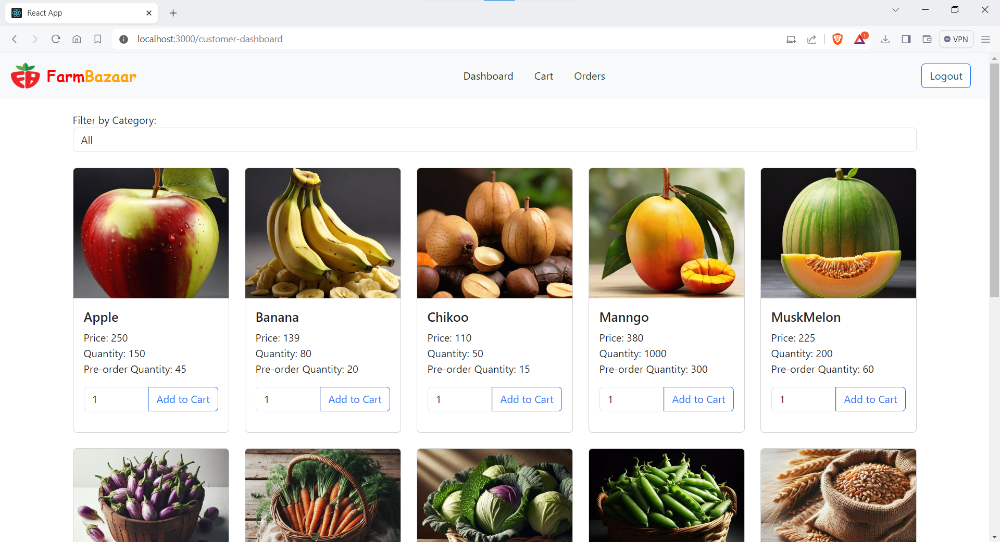 React App
localhost:3000/customer-dashboard
1
VPN
FarmBazaar
Dashboard
Cart
Orders
Logout
Filter by Category:
All
Apple
Price: 250
Quantity: 150
Pre-order Quantity: 45
1
Add to Cart
Banana
Price: 139
Quantity: 80
Pre-order Quantity: 20
1
Add to Cart
Chikoo
Price: 110
Quantity: 50
Pre-order Quantity: 15
1
Add to Cart
Manngo
Price: 380
Quantity: 1000
Pre-order Quantity: 300
1
Add to Cart
MuskMelon
Price: 225
Quantity: 200
Pre-order Quantity: 60
1
Add to Cart